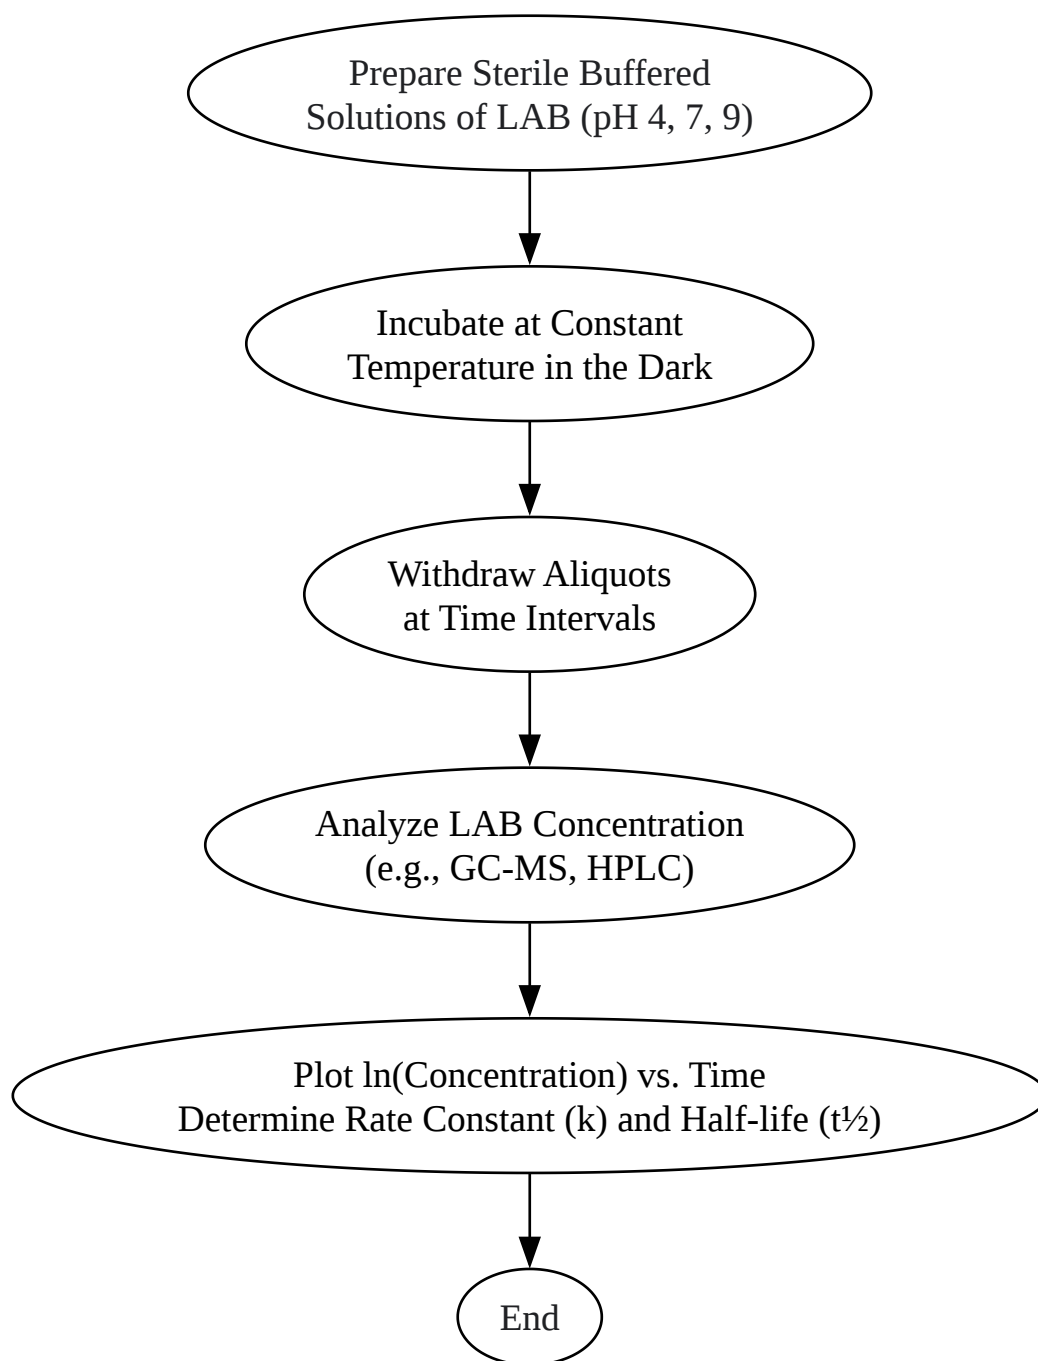 Prepare Sterile Buffered
Solutions of LAB (pH 4, 7, 9)
Incubate at Constant
Temperature in the Dark
Withdraw Aliquots
at Time Intervals
Analyze LAB Concentration
(e.g., GC-MS, HPLC)
Plot ln(Concentration) vs. Time
Determine Rate Constant (k) and Half-life (t½)
End